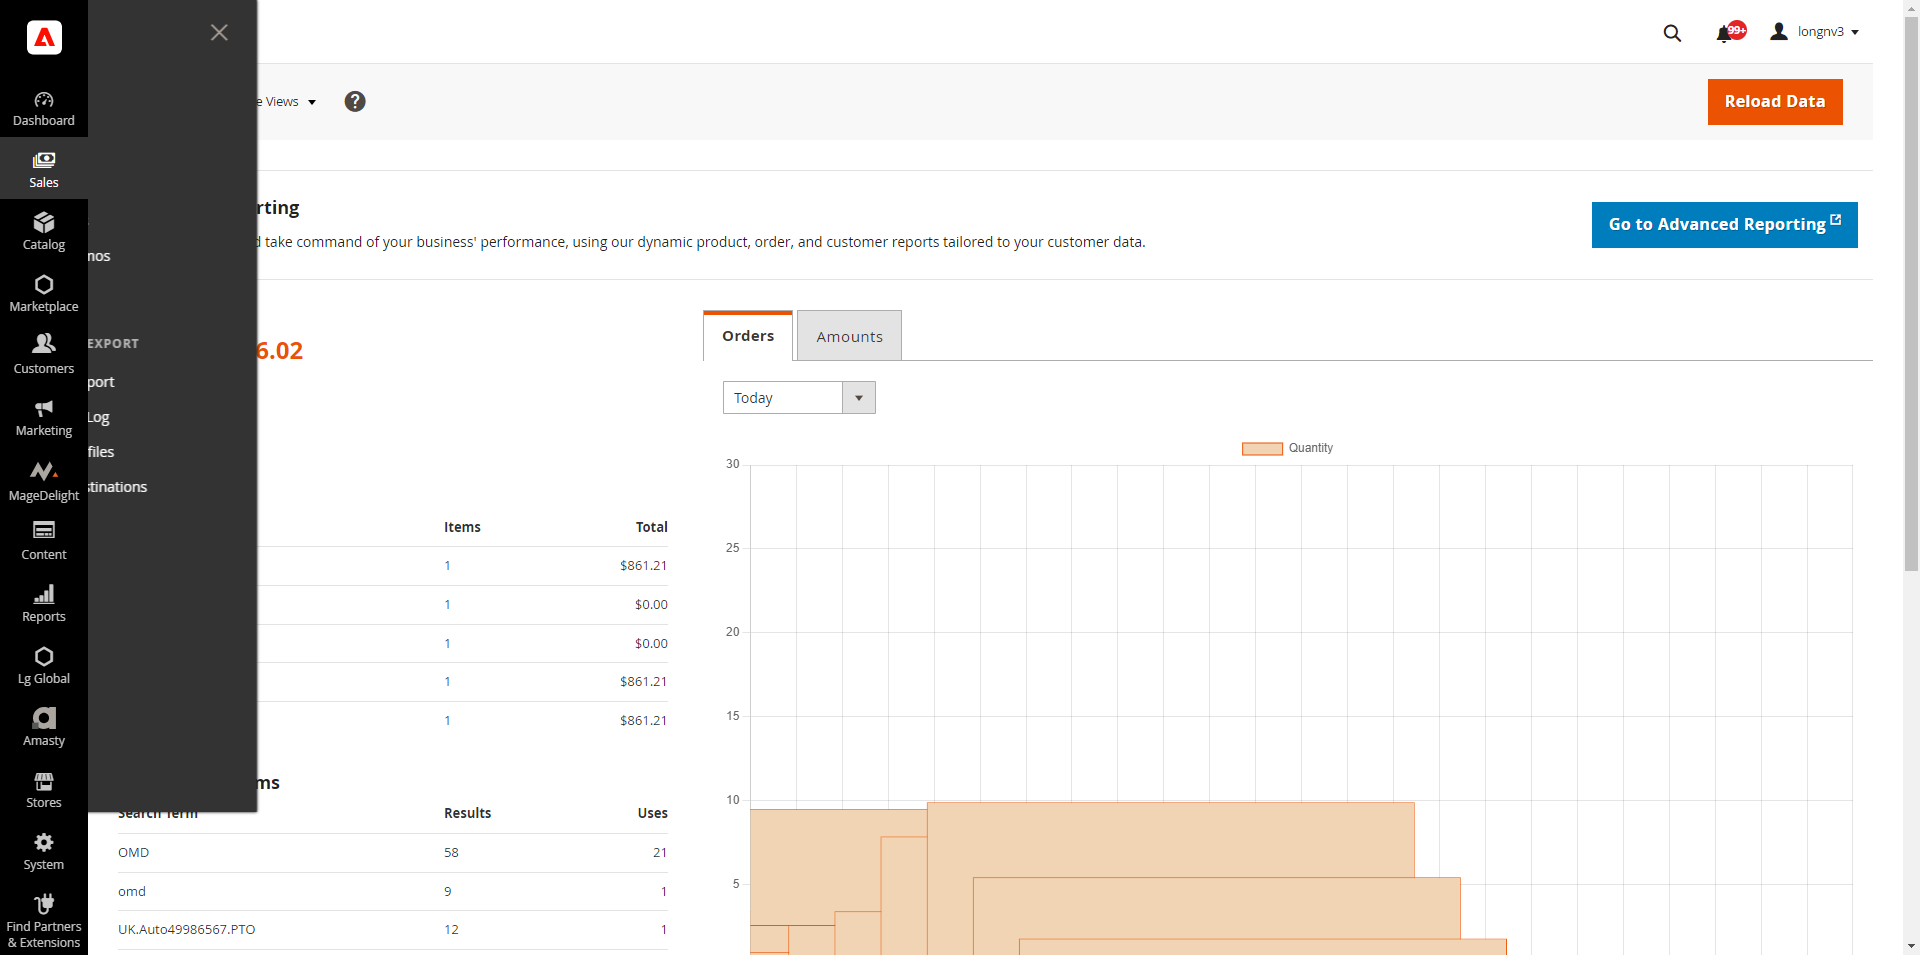 99+
longnv3
e Views
?
Reload Data
Dashboard
Sales
Catalog
Marketplace
Customers
Marketing
MageDelight
Content
Reports
Lg Global
Amasty
Stores
System
Find Partners
& Extensions
mos
EXPORT
port
Log
files
stinations
rting
take command of your business' performance, using our dynamic product, order, and customer reports tailored to your customer data.
Go to Advanced Reporting
6.02
Items Total
1 $861.21
1 $0.00
1 $0.00
1 $861.21
1 $861.21
ms
Search Term Results Uses
OMD 58 21
omd 9 1
UK.Auto49986567.PTO 12 1
Orders
Amounts
Today
Quantity
30
25
20
15
10
5